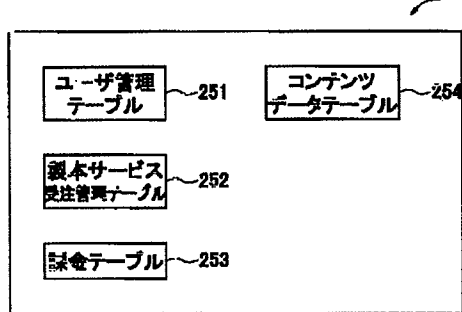 ユーザ管理
テーブル
251
コンテンツ
データテーブル
254
製本サービス
受注管理テーブル
252
課金テーブル
253